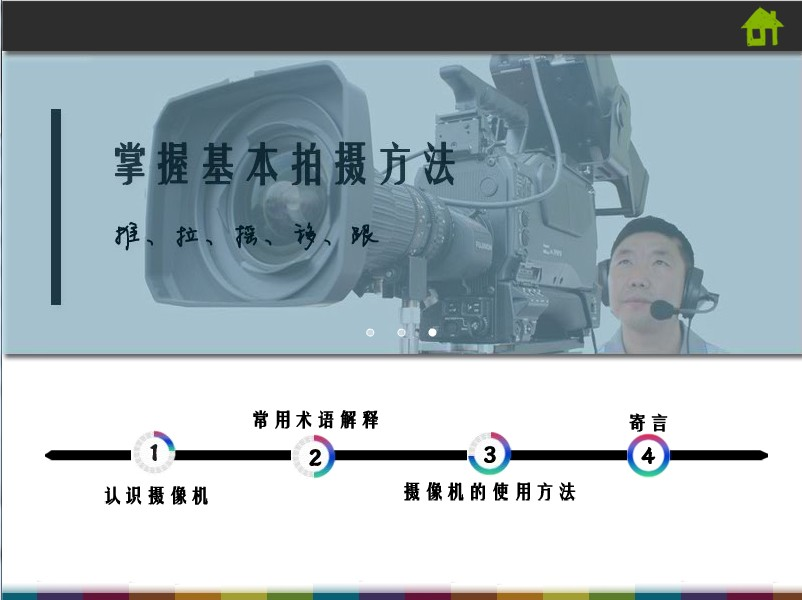 掌握基本拍摄方法
推、拉、摇、移、跟
常用术语解释
寄言
1
2
3
4
认识摄像机
摄像机的使用方法